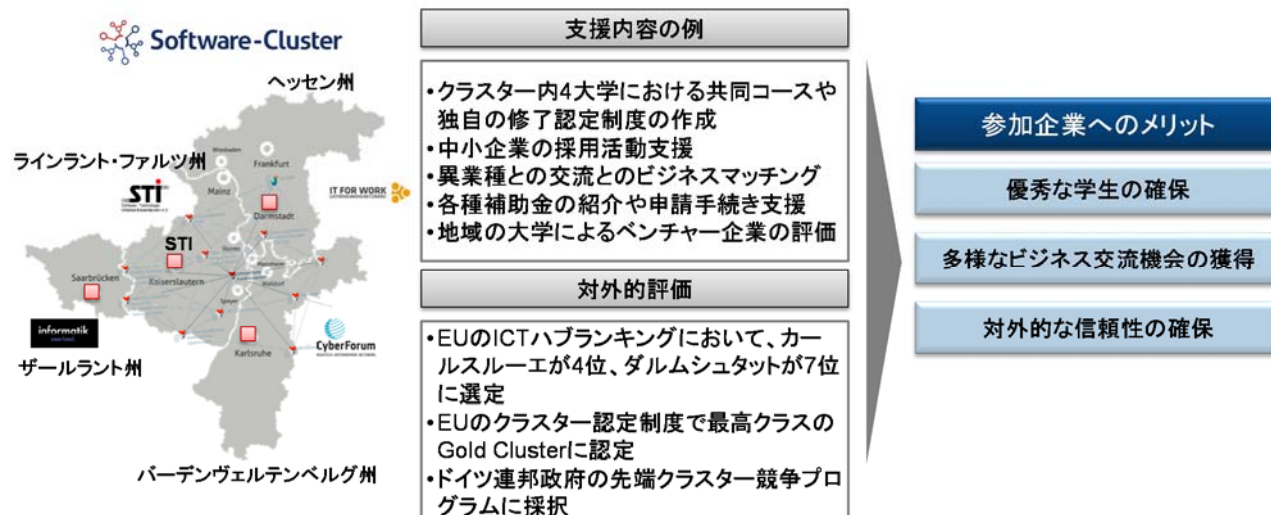 Software-Cluster
ヘッセン州
ラインラント・ファルツ州
Wiesbaden
Frankfurt
Mainz
STI
IT FOR WORK
Darmstadt
STI
Saarbrücken
Kaiserslautern
Speyer
Walldorf
informatik
saarland
ザールラント州
Karlsruhe
CyberForum
バーデンヴェルテンベルグ州
支援内容の例
•クラスター内4大学における共同コースや
独自の修了認定制度の作成
•中小企業の採用活動支援
•異業種との交流とのビジネスマッチング
•各種補助金の紹介や申請手続き支援
•地域の大学によるベンチャー企業の評価
対外的評価
•EUのICTハブランキングにおいて、カー
ルスルーエが4位、ダルムシュタットが7位
に選定
•EUのクラスター認定制度で最高クラスの
Gold Clusterに認定
•ドイツ連邦政府の先端クラスター競争プロ
グラムに採択
参加企業へのメリット
優秀な学生の確保
多様なビジネス交流機会の獲得
対外的な信頼性の確保